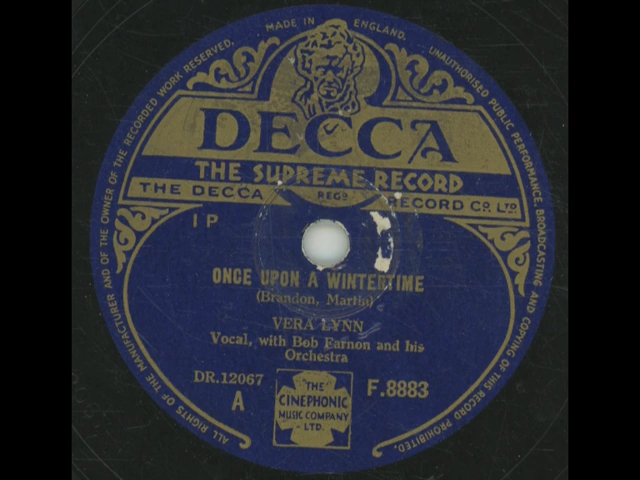 MADE IN ENGLAND.
ALL RIGHTS OF THE MANUFACTURER AND OF THE OWNER OF THE RECORDED WORK RESERVED.
UNAUTHORISED PUBLIC PERFORMANCE, BROADCASTING AND COPYING OF THIS RECORD PROHIBITED.
DECCA
THE SUPREME RECORD
THE DECCA REGD RECORD CO. LTD.
1 P
ONCE UPON A WINTERTIME
(Brandon, Martin)
VERA LYNN
Vocal, with Bob Farnon and his
Orchestra
DR.12067
A
THE
CINEPHONIC
MUSIC COMPANY
LTD.
F.8883